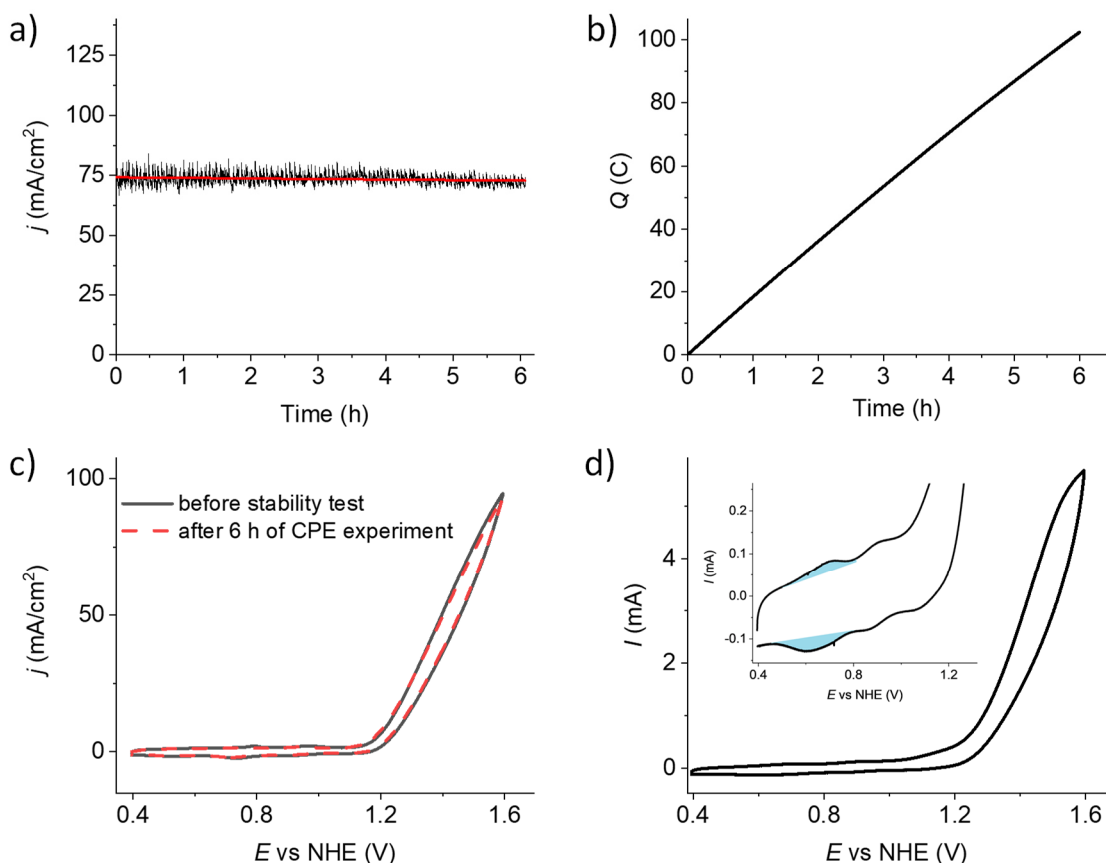 a)
125
100
75
50
25
0
j (mA/cm²)
0 1 2 3 4 5 6
Time (h)
b)
100
80
60
40
20
0
Q (C)
0 1 2 3 4 5 6
Time (h)
c)
100
50
0
j (mA/cm²)
before stability test
after 6 h of CPE experiment
0.4 0.8 1.2 1.6
E vs NHE (V)
d)
4
2
0
I (mA)
0.2
0.1
0.0
-0.1
I (mA)
0.4 0.8 1.2
E vs NHE (V)
0.4 0.8 1.2 1.6
E vs NHE (V)